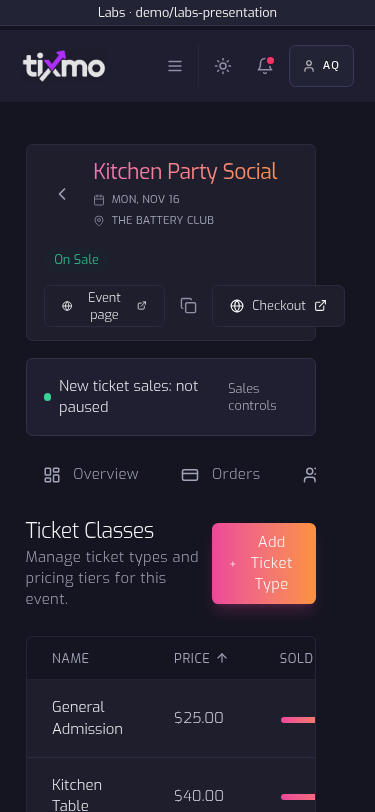 Labs · demo/labs-presentation
tixmo
AQ
Kitchen Party Social
MON, NOV 16
THE BATTERY CLUB
On Sale
Event
page
Checkout
New ticket sales: not
paused
Sales
controls
Overview
Orders
Ticket Classes
Manage ticket types and
pricing tiers for this
event.
+ Add
Ticket
Type
NAME
PRICE ↑
SOLD
General
Admission
$25.00
Kitchen
Table
$40.00